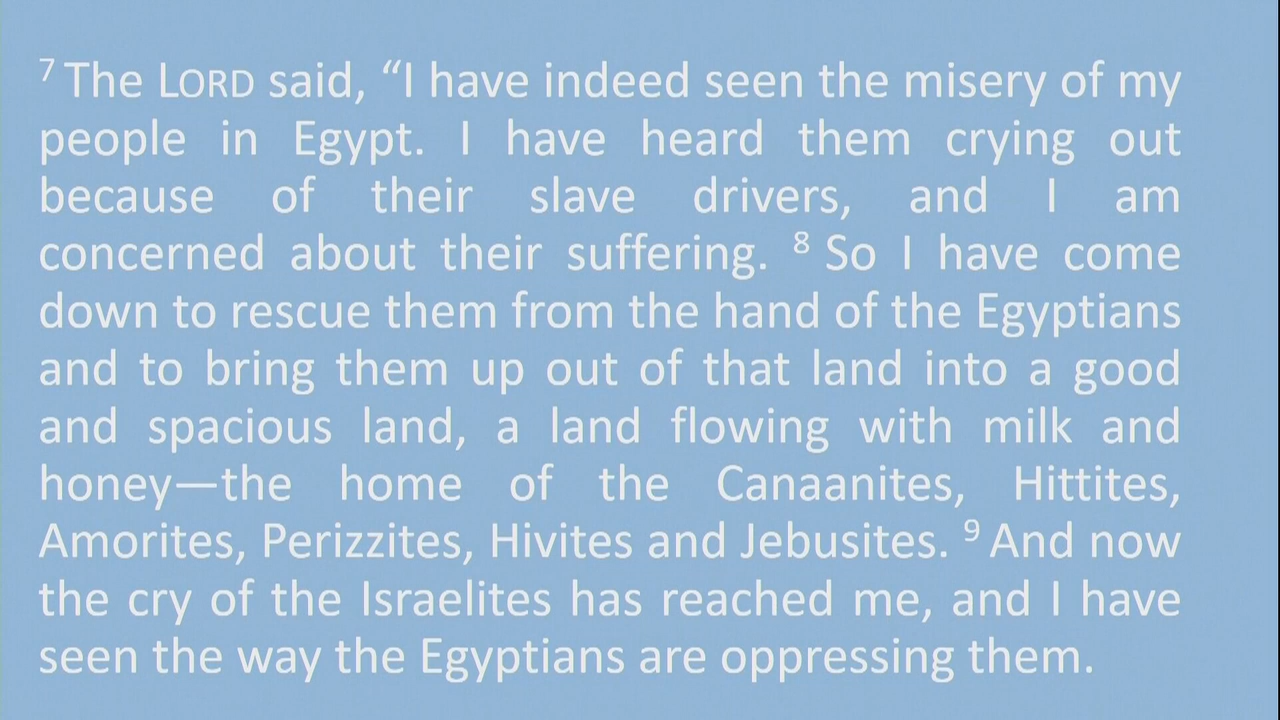 ⁷ The LORD said, “I have indeed seen the misery of my
people in Egypt. I have heard them crying out
because of their slave drivers, and I am
concerned about their suffering. ⁸ So I have come
down to rescue them from the hand of the Egyptians
and to bring them up out of that land into a good
and spacious land, a land flowing with milk and
honey—the home of the Canaanites, Hittites,
Amorites, Perizzites, Hivites and Jebusites. ⁹ And now
the cry of the Israelites has reached me, and I have
seen the way the Egyptians are oppressing them.